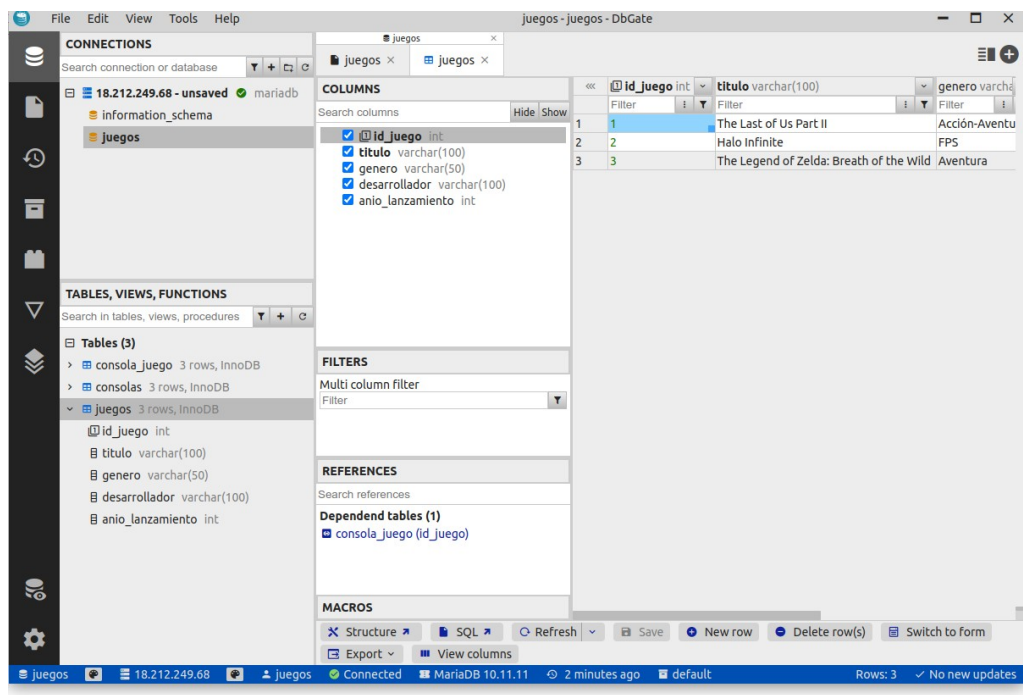 File Edit View Tools Help
juegos - juegos - DbGate
CONNECTIONS
Search connection or database
18.212.249.68 - unsaved mariadb
information_schema
juegos
TABLES, VIEWS, FUNCTIONS
Search in tables, views, procedures
Tables (3)
consola_juego 3 rows, InnoDB
consolas 3 rows, InnoDB
juegos 3 rows, InnoDB
id_juego int
titulo varchar(100)
genero varchar(50)
desarrollador varchar(100)
anio_lanzamiento int
juegos
juegos juegos
COLUMNS
Search columns Hide Show
id_juego int
titulo varchar(100)
genero varchar(50)
desarrollador varchar(100)
anio_lanzamiento int
FILTERS
Multi column filter
Filter
REFERENCES
Search references
Dependend tables (1)
consola_juego (id_juego)
MACROS
id_juego int titulo varchar(100) genero varcha
Filter Filter Filter
1 1 The Last of Us Part II Acción-Aventu
2 2 Halo Infinite FPS
3 3 The Legend of Zelda: Breath of the Wild Aventura
Structure SQL Refresh Save New row Delete row(s) Switch to form
Export View columns
juegos 18.212.249.68 juegos Connected MariaDB 10.11.11 2 minutes ago default Rows: 3 No new updates